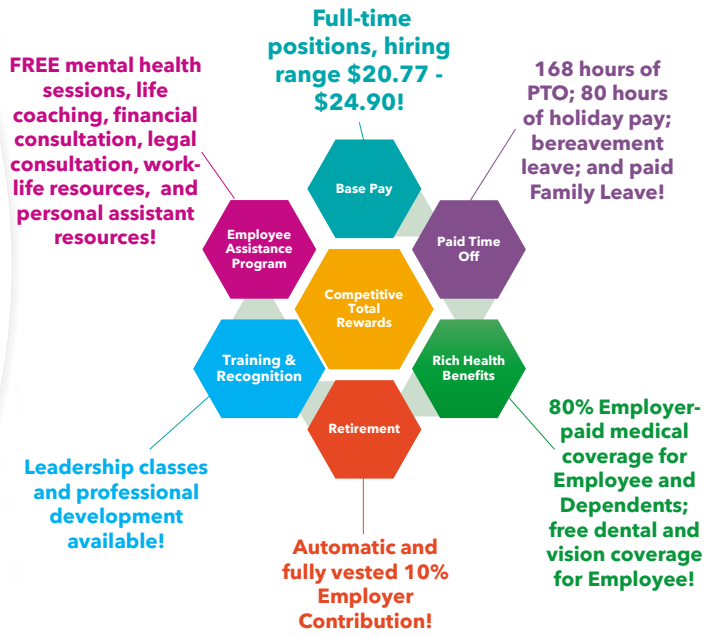 Full-time
positions, hiring
range $20.77 -
$24.90!
FREE mental health
sessions, life
coaching, financial
consultation, legal
consultation, work-
life resources, and
personal assistant
resources!
168 hours of
PTO; 80 hours
of holiday pay;
bereavement
leave; and paid
Family Leave!
Base Pay
Employee
Assistance
Program
Paid Time
Off
Competitive
Total
Rewards
Training &
Recognition
Rich Health
Benefits
Retirement
Leadership classes
and professional
development
available!
80% Employer-
paid medical
coverage for
Employee and
Dependents;
free dental and
vision coverage
for Employee!
Automatic and
fully vested 10%
Employer
Contribution!